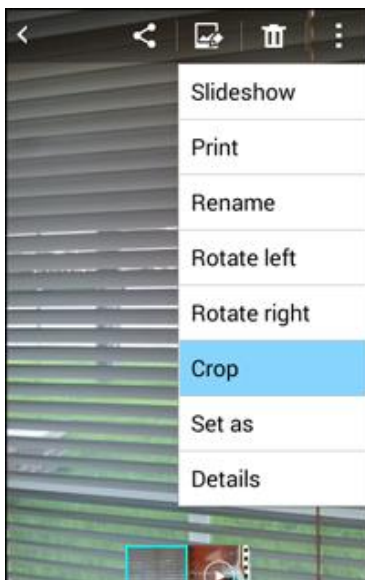 Slideshow
Print
Rename
Rotate left
Rotate right
Crop
Set as
Details